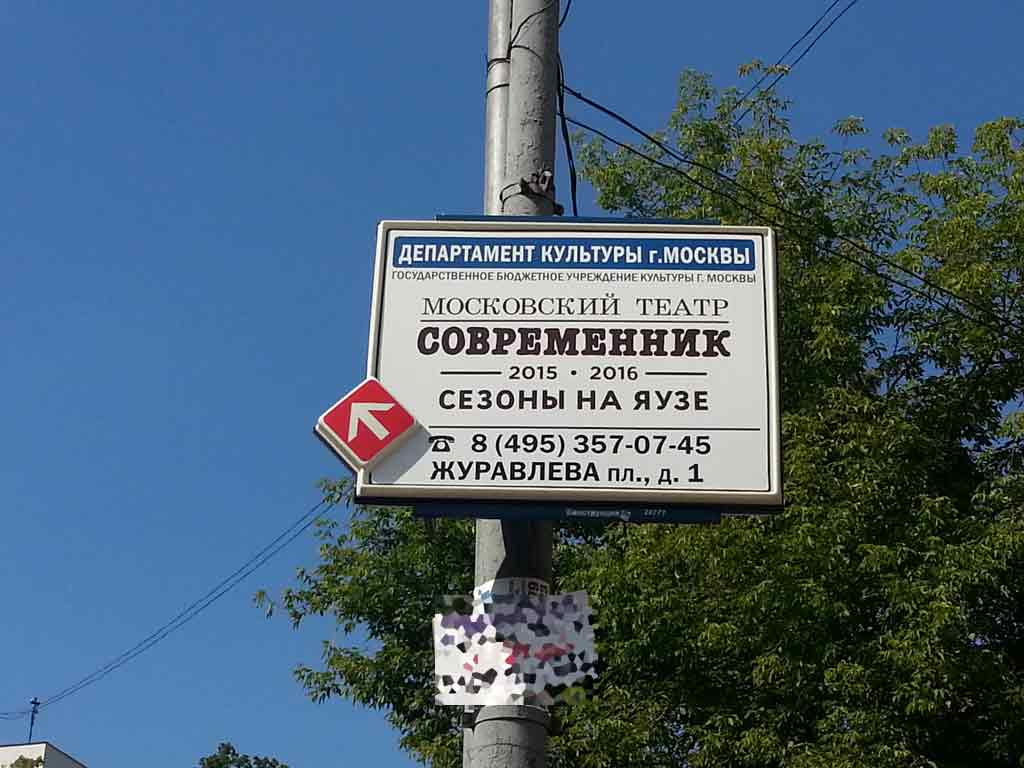 ДЕПАРТАМЕНТ КУЛЬТУРЫ г.МОСКВЫ
ГОСУДАРСТВЕННОЕ БЮДЖЕТНОЕ УЧРЕЖДЕНИЕ КУЛЬТУРЫ Г. МОСКВЫ
МОСКОВСКИЙ ТЕАТР
СОВРЕМЕННИК
2015 • 2016
СЕЗОНЫ НА ЯУЗЕ
☎ 8 (495) 357-07-45
ЖУРАВЛЕВА пл., д. 1